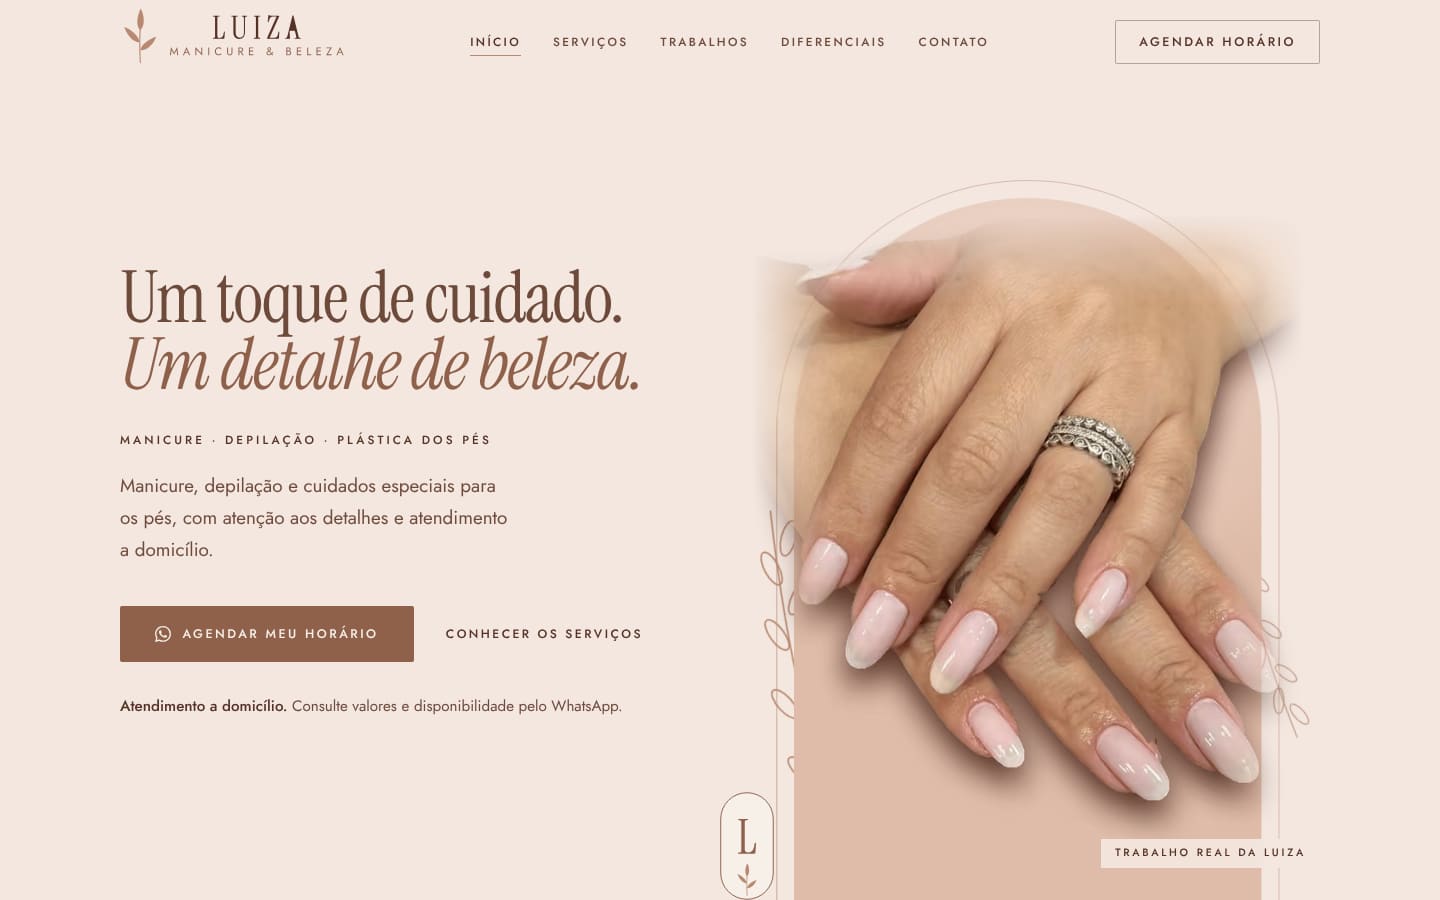 LUIZA
MANICURE & BELEZA
INÍCIO
SERVIÇOS
TRABALHOS
DIFERENCIAIS
CONTATO
AGENDAR HORÁRIO
Um toque de cuidado.
Um detalhe de beleza.
MANICURE · DEPILAÇÃO · PLÁSTICA DOS PÉS
Manicure, depilação e cuidados especiais para
os pés, com atenção aos detalhes e atendimento
a domicílio.
AGENDAR MEU HORÁRIO
CONHECER OS SERVIÇOS
Atendimento a domicílio. Consulte valores e disponibilidade pelo WhatsApp.
L
TRABALHO REAL DA LUIZA